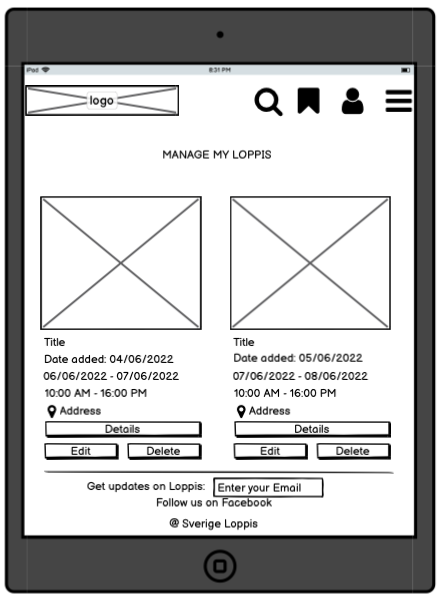 iPad 8:31 PM
logo
MANAGE MY LOPPIS
Title
Date added: 04/06/2022
06/06/2022 - 07/06/2022
10:00 AM - 16:00 PM
Address
Details
Edit Delete
Title
Date added: 05/06/2022
07/06/2022 - 08/06/2022
10:00 AM - 16:00 PM
Address
Details
Edit Delete
Get updates on Loppis: Enter your Email
Follow us on Facebook
@ Sverige Loppis